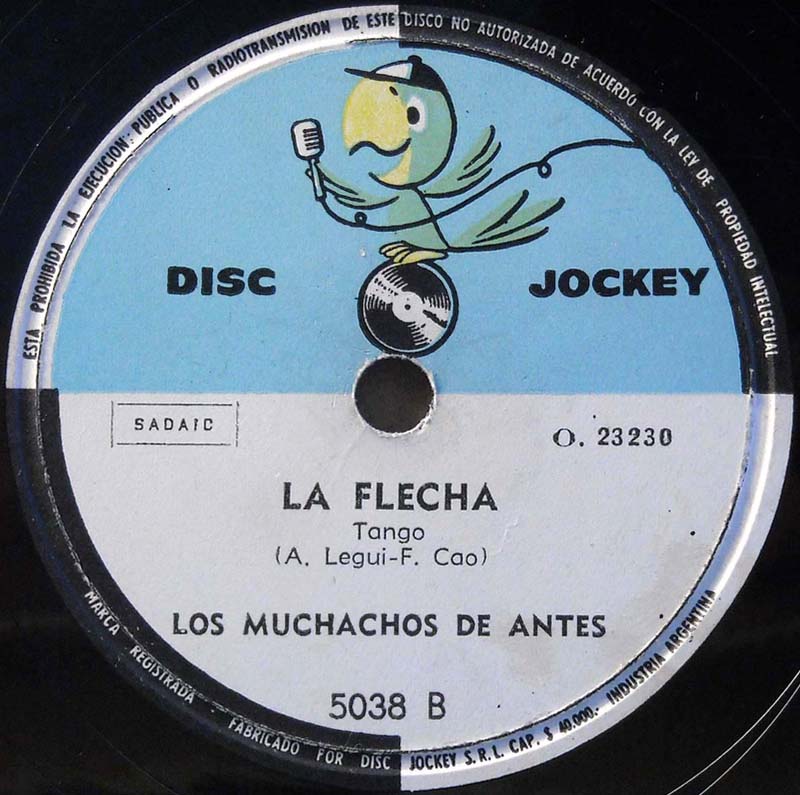 ESTA PROHIBIDA LA EJECUCION: PUBLICA O RADIOTRANSMISION DE ESTE DISCO NO AUTORIZADA DE ACUERDO CON LA LEY DE PROPIEDAD INTELECTUAL
DISC JOCKEY
SADAIC
O. 23230
LA FLECHA
Tango
(A. Legui-F. Cao)
LOS MUCHACHOS DE ANTES
5038 B
MARCA REGISTRADA - FABRICADO FOR DISC JOCKEY S.R.L. CAP. $ 40.000.- INDUSTRIA ARGENTINA